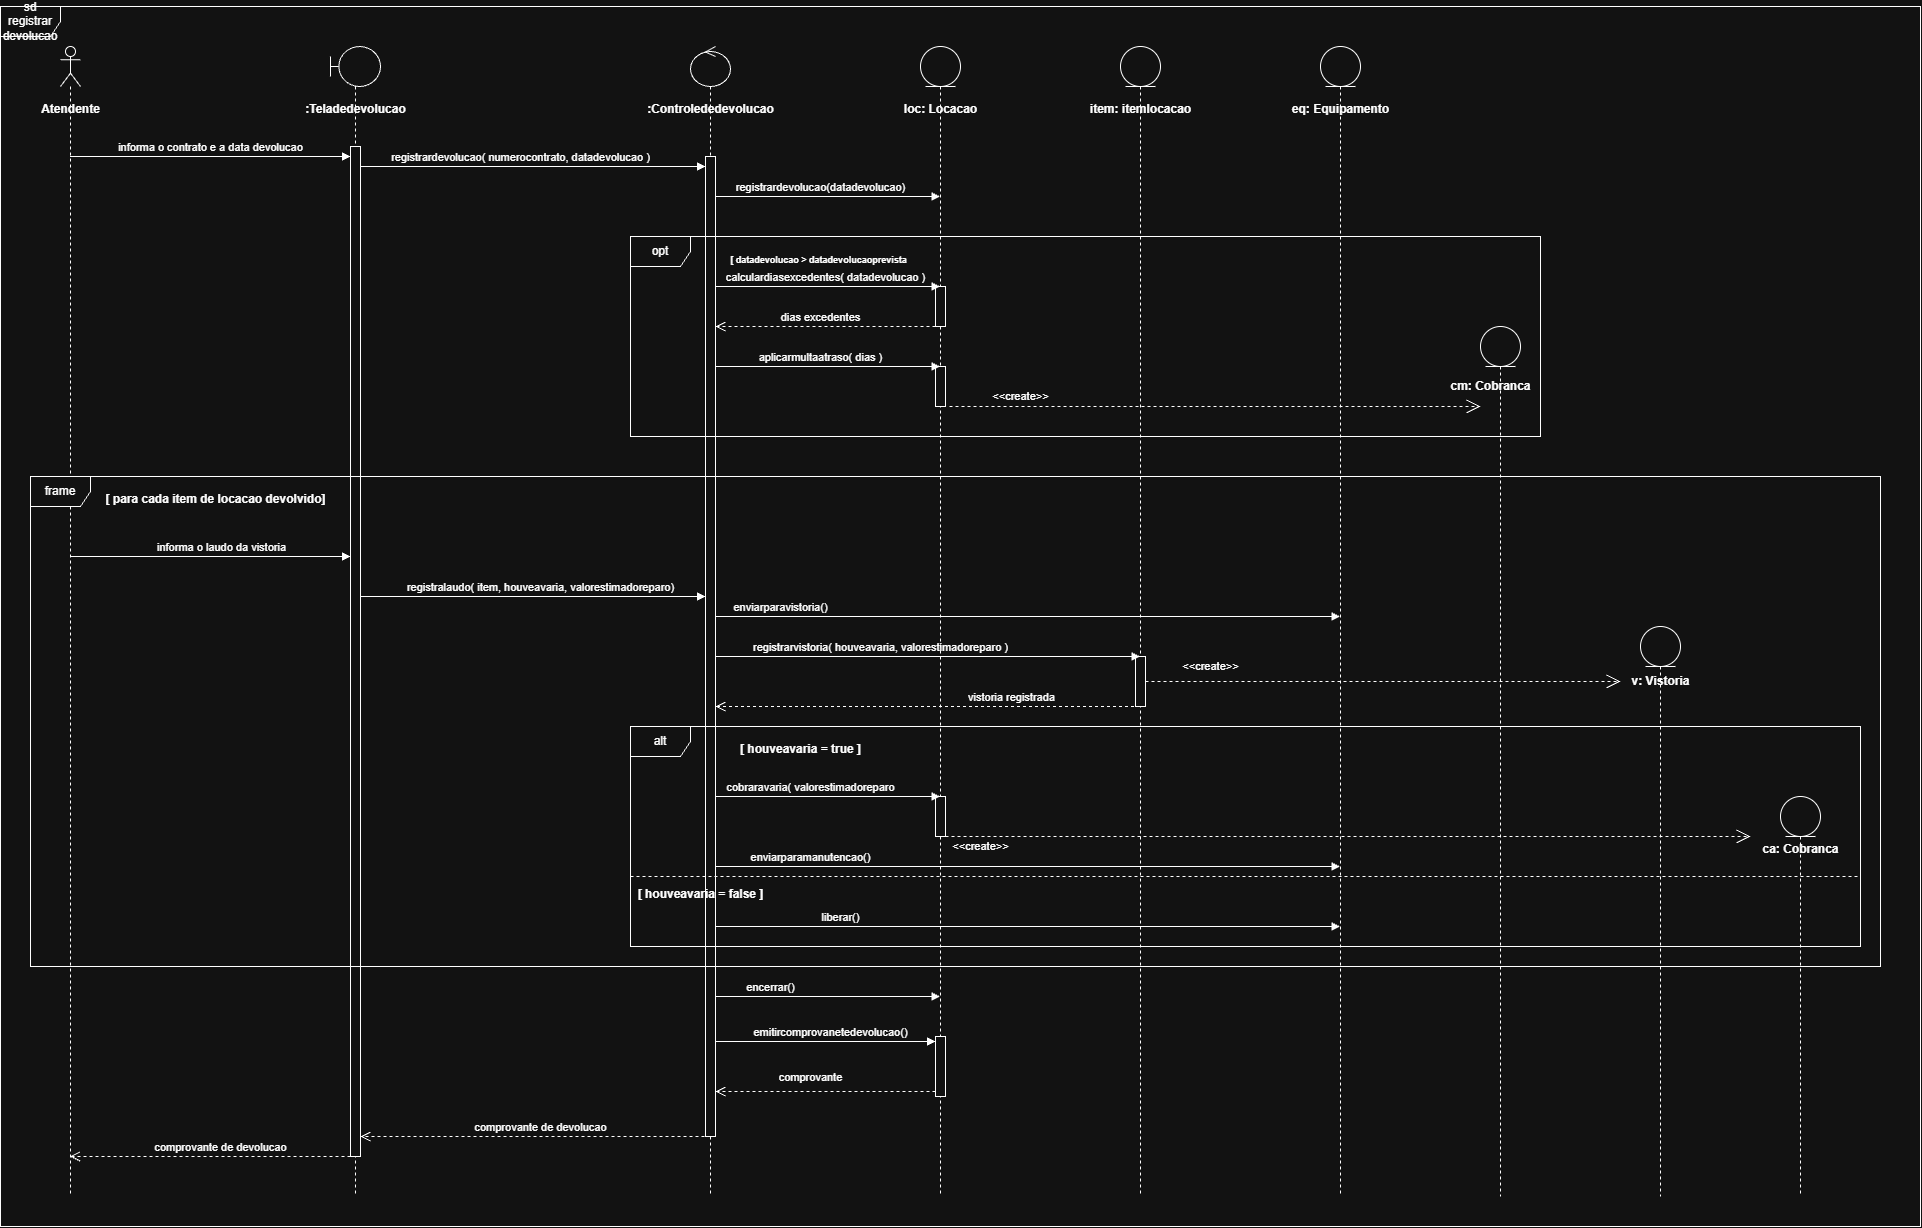 sd
registrar
devolucao
Atendente
:Teladedevolucao
:Controlededevolucao
loc: Locacao
item: itemlocacao
eq: Equipamento
informa o contrato e a data devolucao
registrardevolucao( numerocontrato, datadevolucao )
registrardevolucao(datadevolucao)
opt
[ datadevolucao > datadevolucaoprevista
calculardiasexcedentes( datadevolucao )
dias excedentes
aplicarmultaatraso( dias )
cm: Cobranca
<<create>>
frame
[ para cada item de locacao devolvido]
informa o laudo da vistoria
registralaudo( item, houveavaria, valorestimadoreparo)
enviarparavistoria()
registrarvistoria( houveavaria, valorestimadoreparo )
<<create>>
v: Vistoria
vistoria registrada
alt
[ houveavaria = true ]
cobraravaria( valorestimadoreparo
<<create>>
ca: Cobranca
enviarparamanutencao()
[ houveavaria = false ]
liberar()
encerrar()
emitircomprovanetedevolucao()
comprovante
comprovante de devolucao
comprovante de devolucao